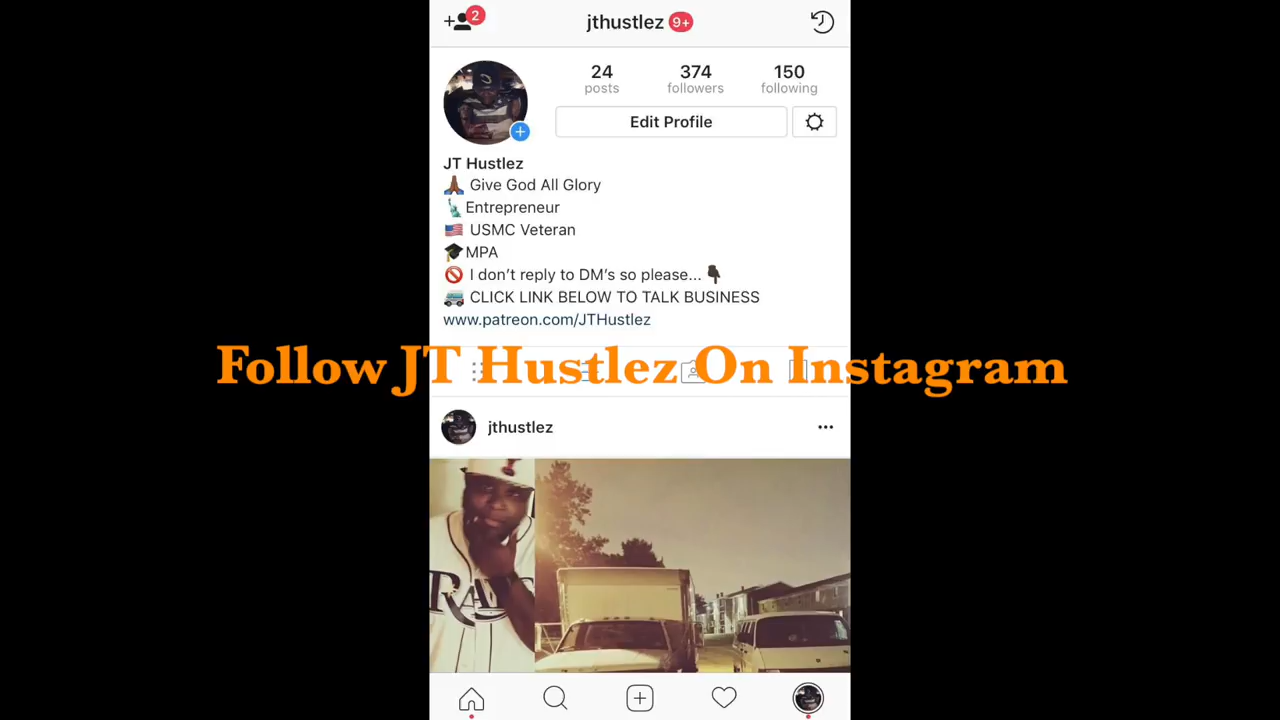 2
jthustlez 9+
24 374 150
posts followers following
Edit Profile
JT Hustlez
Give God All Glory
Entrepreneur
USMC Veteran
MPA
I don’t reply to DM’s so please...
CLICK LINK BELOW TO TALK BUSINESS
www.patreon.com/JTHustlez
Follow JT Hustlez On Instagram
jthustlez